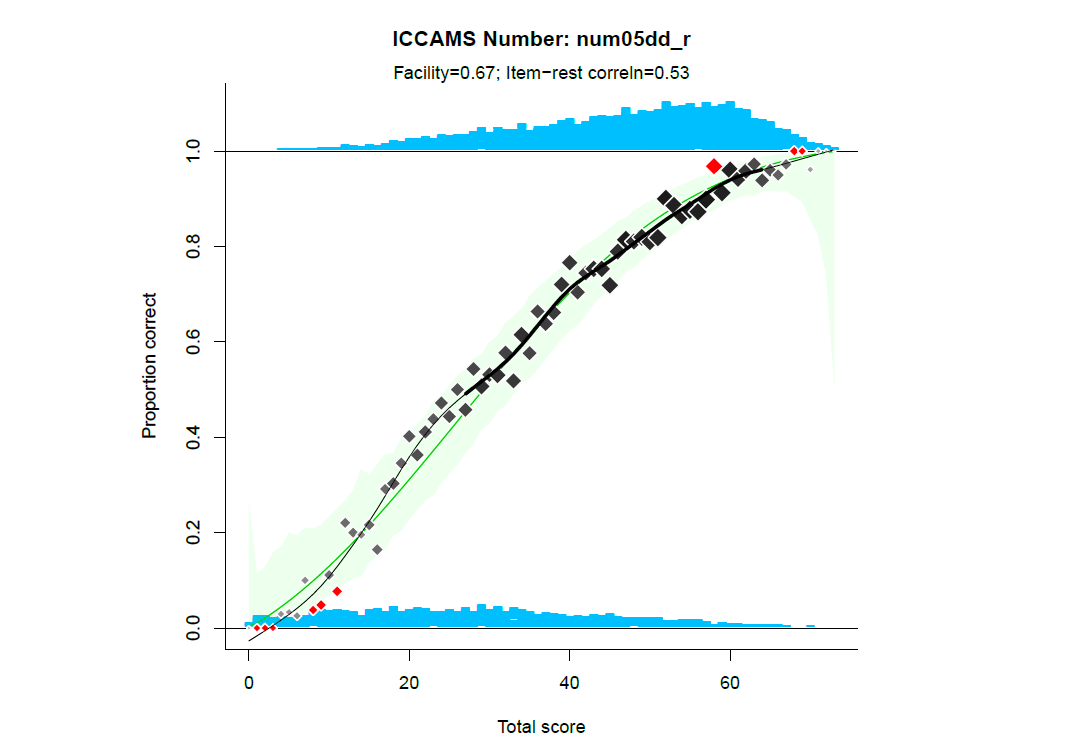 ICCAMS Number: num05dd_r
Facility=0.67; Item−rest correln=0.53
1.0
0.8
0.6
0.4
0.2
0.0
Proportion correct
0 20 40 60
Total score